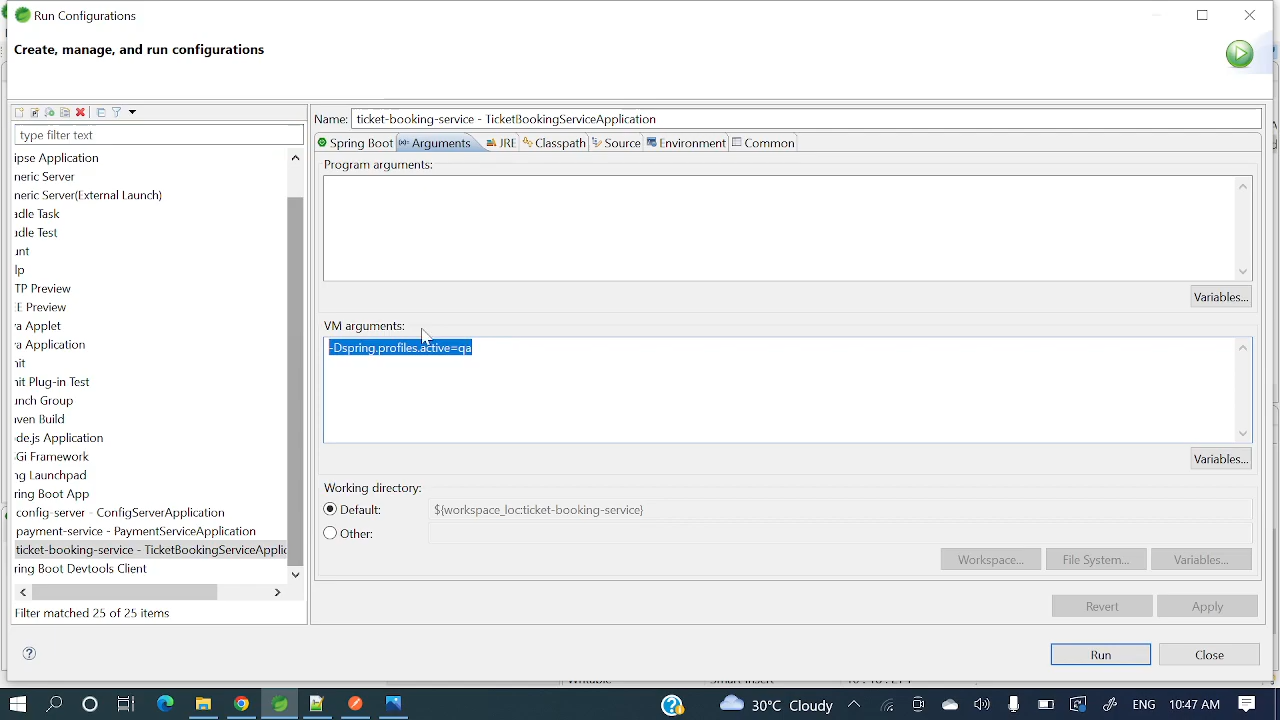 Run Configurations
Create, manage, and run configurations
type filter text
ipse Application
neric Server
neric Server(External Launch)
adle Task
adle Test
unt
lp
TP Preview
EE Preview
va Applet
va Application
nit
nit Plug-in Test
unch Group
aven Build
de.js Application
Gi Framework
ng Launchpad
ring Boot App
config-server - ConfigServerApplication
payment-service - PaymentServiceApplication
ticket-booking-service - TicketBookingServiceApplic
ring Boot Devtools Client
Filter matched 25 of 25 items
Name: ticket-booking-service - TicketBookingServiceApplication
Spring Boot Arguments JRE Classpath Source Environment Common
Program arguments:
Variables...
VM arguments:
-Dspring.profiles.active=qa
Variables...
Working directory:
Default: ${workspace_loc:ticket-booking-service}
Other:
Workspace... File System... Variables...
Revert Apply
Run Close
30°C Cloudy ENG 10:47 AM